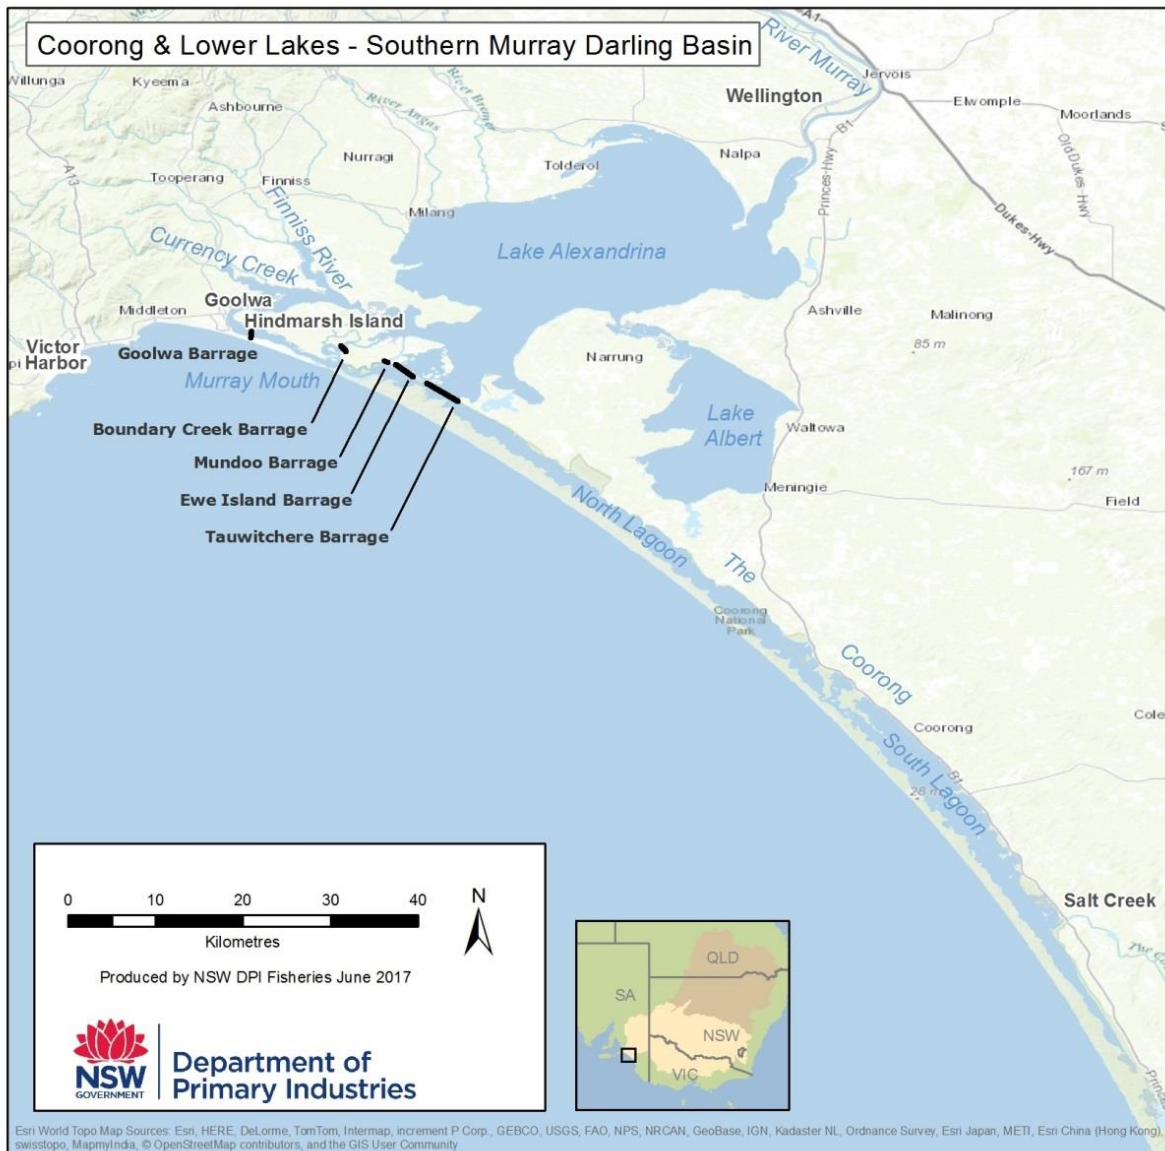 Coorong & Lower Lakes - Southern Murray Darling Basin
A1
River Murray
Willunga
Kyeema
Ashbourne
River Angas
River Bremer
Jervois
Wellington
Elwomple
Moorlands
Old-Dukes-Hwy
Nurragi
Tolderol
Nalpa
B1
Princes-Hwy
A13
Tooperang
Finniss
Milang
Finniss River
Dukes-Hwy
Currency Creek
Lake Alexandrina
Goolwa
Middleton
Hindmarsh Island
Ashville
Malinong
Victor
Harbor
pi
Goolwa Barrage
Narrung
85 m
Murray Mouth
Boundary Creek Barrage
Lake
Albert
Waltowa
Mundoo Barrage
167 m
Ewe Island Barrage
Meningie
Field
Tauwitchere Barrage
North Lagoon
The
Coorong
National
Park
Coorong
Coorong
Cole
South Lagoon
B1
28 m
Salt Creek
The
Princes
0 10 20 30 40
Kilometres
N
Produced by NSW DPI Fisheries June 2017
NSW
GOVERNMENT
Department of
Primary Industries
QLD
SA
NSW
VIC
Esri World Topo Map Sources: Esri, HERE, DeLorme, TomTom, Intermap, increment P Corp., GEBCO, USGS, FAO, NPS, NRCAN, GeoBase, IGN, Kadaster NL, Ordnance Survey, Esri Japan, METI, Esri China (Hong Kong),
swisstopo, MapmyIndia, © OpenStreetMap contributors, and the GIS User Community